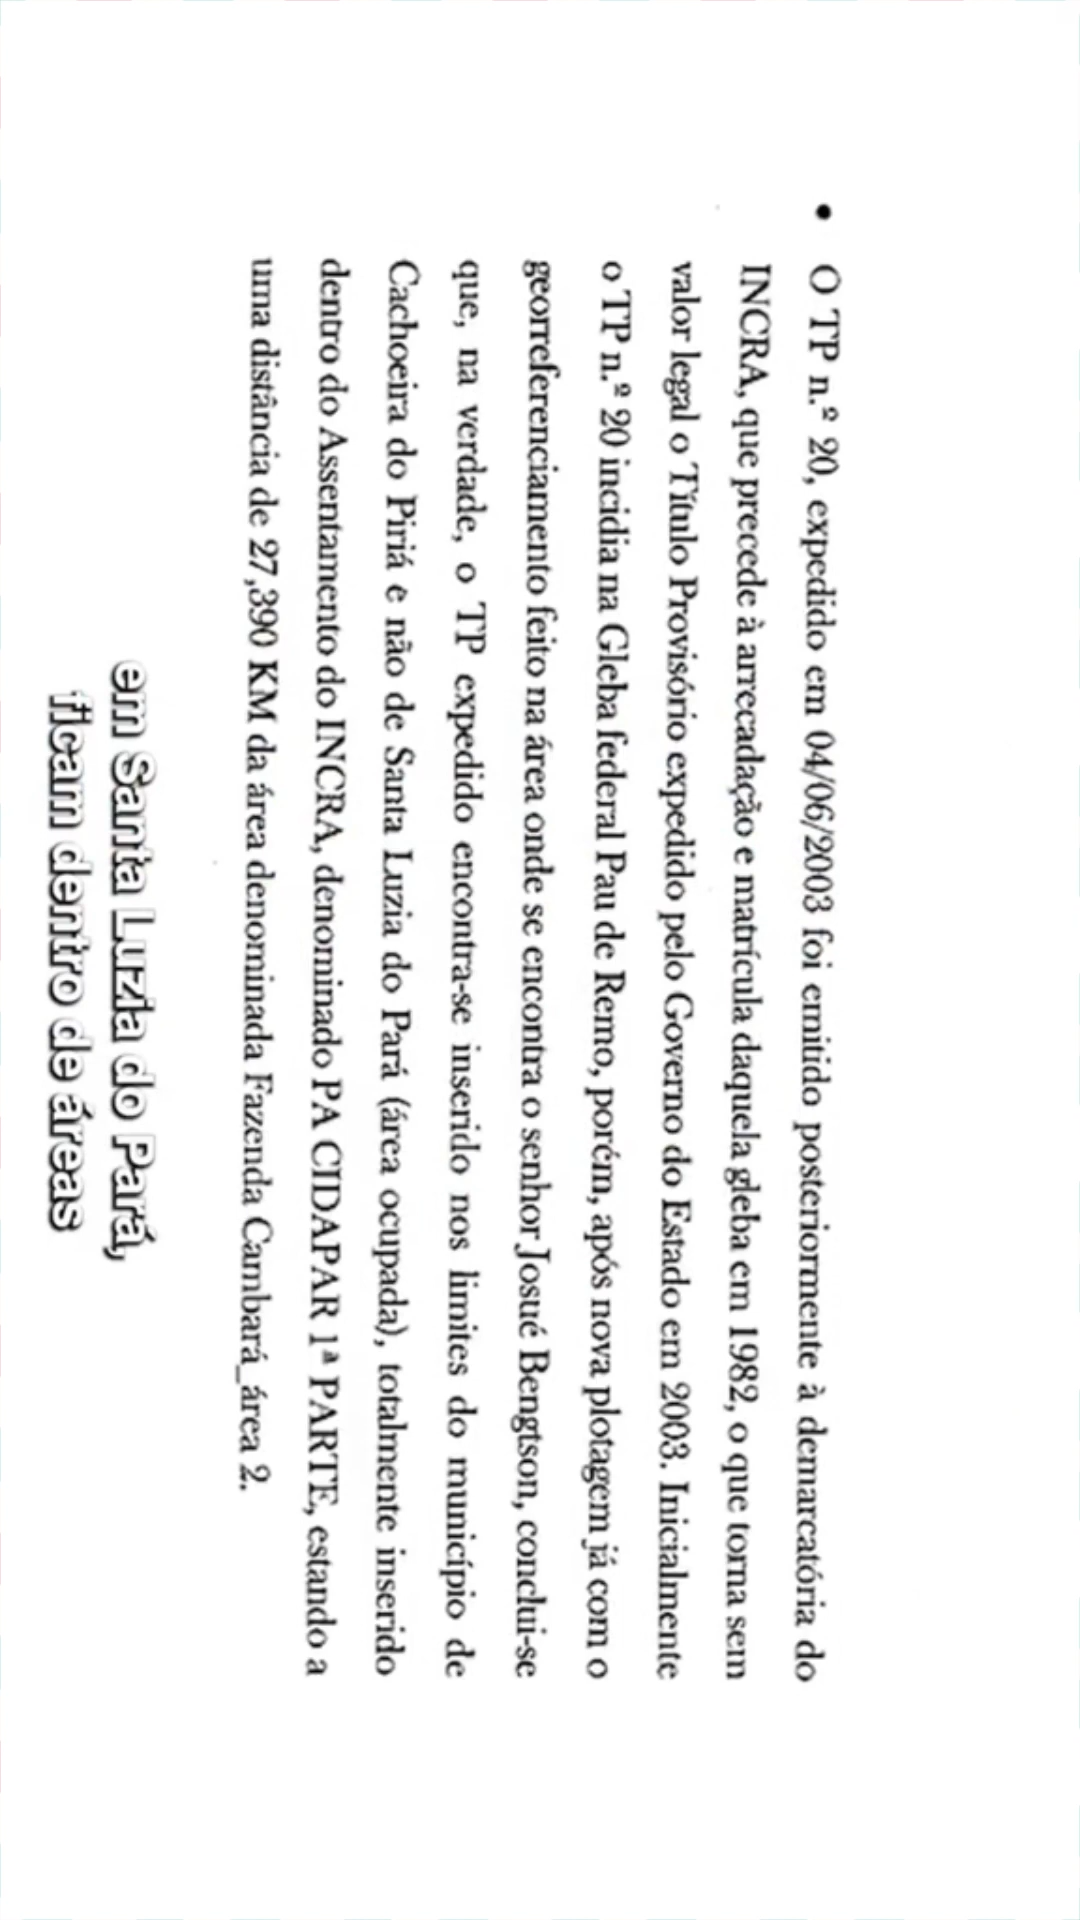 • O TP n.º 20, expedido em 04/06/2003 foi emitido posteriormente à demarcatória do
INCRA, que precede à arrecadação e matrícula daquela gleba em 1982, o que torna sem
valor legal o Título Provisório expedido pelo Governo do Estado em 2003. Inicialmente
o TP n.º 20 incidia na Gleba federal Pau de Remo, porém, após nova plotagem já com o
georreferenciamento feito na área onde se encontra o senhor Josué Bengtson, conclui-se
que, na verdade, o TP expedido encontra-se inserido nos limites do município de
Cachoeira do Piriá e não de Santa Luzia do Pará (área ocupada), totalmente inserido
dentro do Assentamento do INCRA, denominado PA CIDAPAR 1ª PARTE, estando a
uma distância de 27,390 KM da área denominada Fazenda Cambará_área 2.
em Santa Luzia do Pará,
ficam dentro de áreas